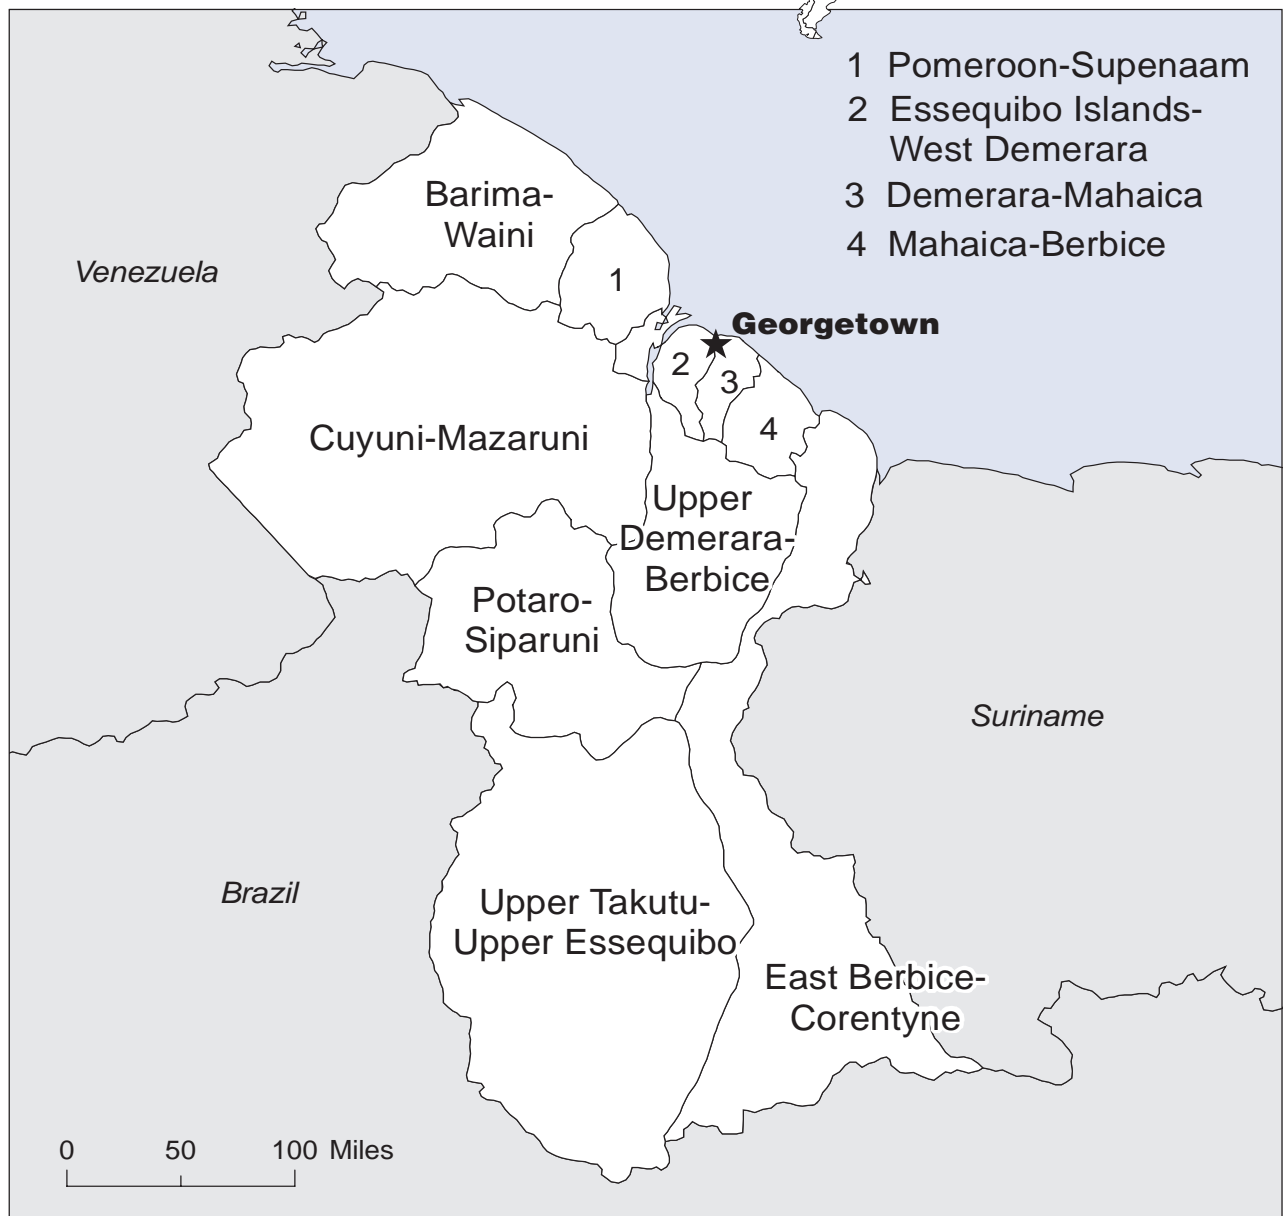 1 Pomeroon-Supenaam
2 Essequibo Islands-
West Demerara
3 Demerara-Mahaica
4 Mahaica-Berbice
Barima-
Waini
Venezuela
1
Georgetown
2
3
4
Cuyuni-Mazaruni
Upper
Demerara-
Berbice
Potaro-
Siparuni
Suriname
Brazil
Upper Takutu-
Upper Essequibo
East Berbice-
Corentyne
0 50 100 Miles